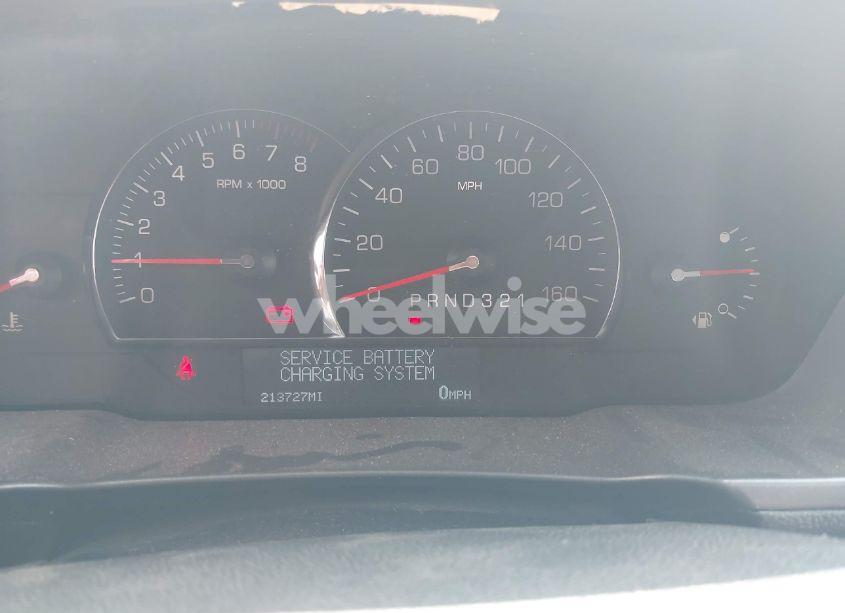 0 1 2 3 4 5 6 7 8
RPM x 1000
0 20 40 60 80 100 120 140 160
MPH
PRND321
wheelwise
SERVICE BATTERY
CHARGING SYSTEM
213727MI 0MPH